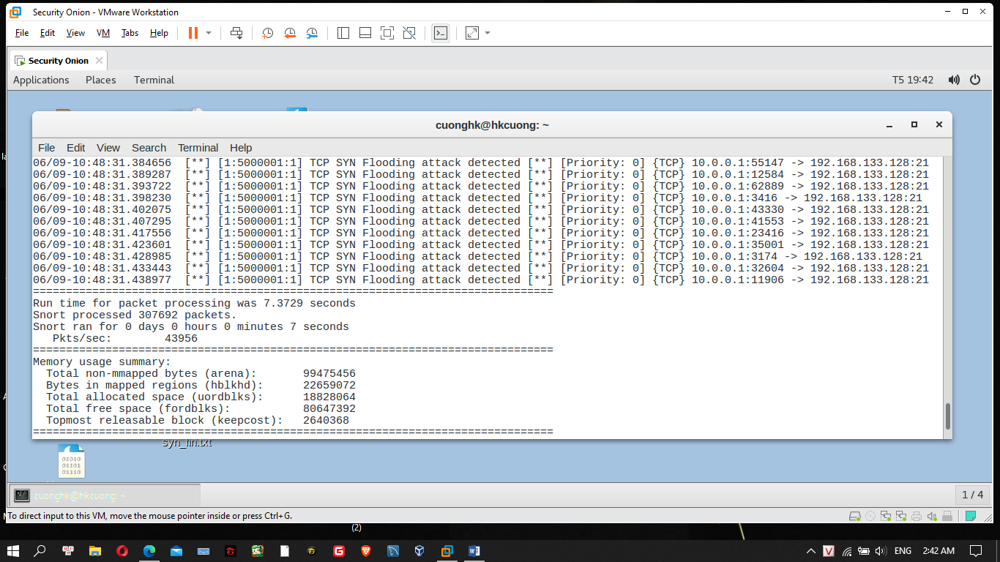 Security Onion - VMware Workstation
File Edit View VM Tabs Help
Security Onion
Applications Places Terminal T5 19:42
cuonghk@hkcuong: ~
File Edit View Search Terminal Help
06/09-10:48:31.384656 [**] [1:5000001:1] TCP SYN Flooding attack detected [**] [Priority: 0] {TCP} 10.0.0.1:55147 -> 192.168.133.128:21
06/09-10:48:31.389287 [**] [1:5000001:1] TCP SYN Flooding attack detected [**] [Priority: 0] {TCP} 10.0.0.1:12584 -> 192.168.133.128:21
06/09-10:48:31.393722 [**] [1:5000001:1] TCP SYN Flooding attack detected [**] [Priority: 0] {TCP} 10.0.0.1:62889 -> 192.168.133.128:21
06/09-10:48:31.398230 [**] [1:5000001:1] TCP SYN Flooding attack detected [**] [Priority: 0] {TCP} 10.0.0.1:3416 -> 192.168.133.128:21
06/09-10:48:31.402075 [**] [1:5000001:1] TCP SYN Flooding attack detected [**] [Priority: 0] {TCP} 10.0.0.1:43330 -> 192.168.133.128:21
06/09-10:48:31.407295 [**] [1:5000001:1] TCP SYN Flooding attack detected [**] [Priority: 0] {TCP} 10.0.0.1:41553 -> 192.168.133.128:21
06/09-10:48:31.417556 [**] [1:5000001:1] TCP SYN Flooding attack detected [**] [Priority: 0] {TCP} 10.0.0.1:23416 -> 192.168.133.128:21
06/09-10:48:31.423601 [**] [1:5000001:1] TCP SYN Flooding attack detected [**] [Priority: 0] {TCP} 10.0.0.1:35001 -> 192.168.133.128:21
06/09-10:48:31.428985 [**] [1:5000001:1] TCP SYN Flooding attack detected [**] [Priority: 0] {TCP} 10.0.0.1:3174 -> 192.168.133.128:21
06/09-10:48:31.433443 [**] [1:5000001:1] TCP SYN Flooding attack detected [**] [Priority: 0] {TCP} 10.0.0.1:32604 -> 192.168.133.128:21
06/09-10:48:31.438977 [**] [1:5000001:1] TCP SYN Flooding attack detected [**] [Priority: 0] {TCP} 10.0.0.1:11906 -> 192.168.133.128:21
===============================================================================
Run time for packet processing was 7.3729 seconds
Snort processed 307692 packets.
Snort ran for 0 days 0 hours 0 minutes 7 seconds
Pkts/sec: 43956
===============================================================================
Memory usage summary:
Total non-mmapped bytes (arena): 99475456
Bytes in mapped regions (hblkhd): 22659072
Total allocated space (uordblks): 18828064
Total free space (fordblks): 80647392
Topmost releasable block (keepcost): 2640368
===============================================================================
syn_fin.txt
01010
01101
01110
cuonghk@hkcuong: ~ 1 / 4
To direct input to this VM, move the mouse pointer inside or press Ctrl+G.
(2)
ENG 2:42 AM